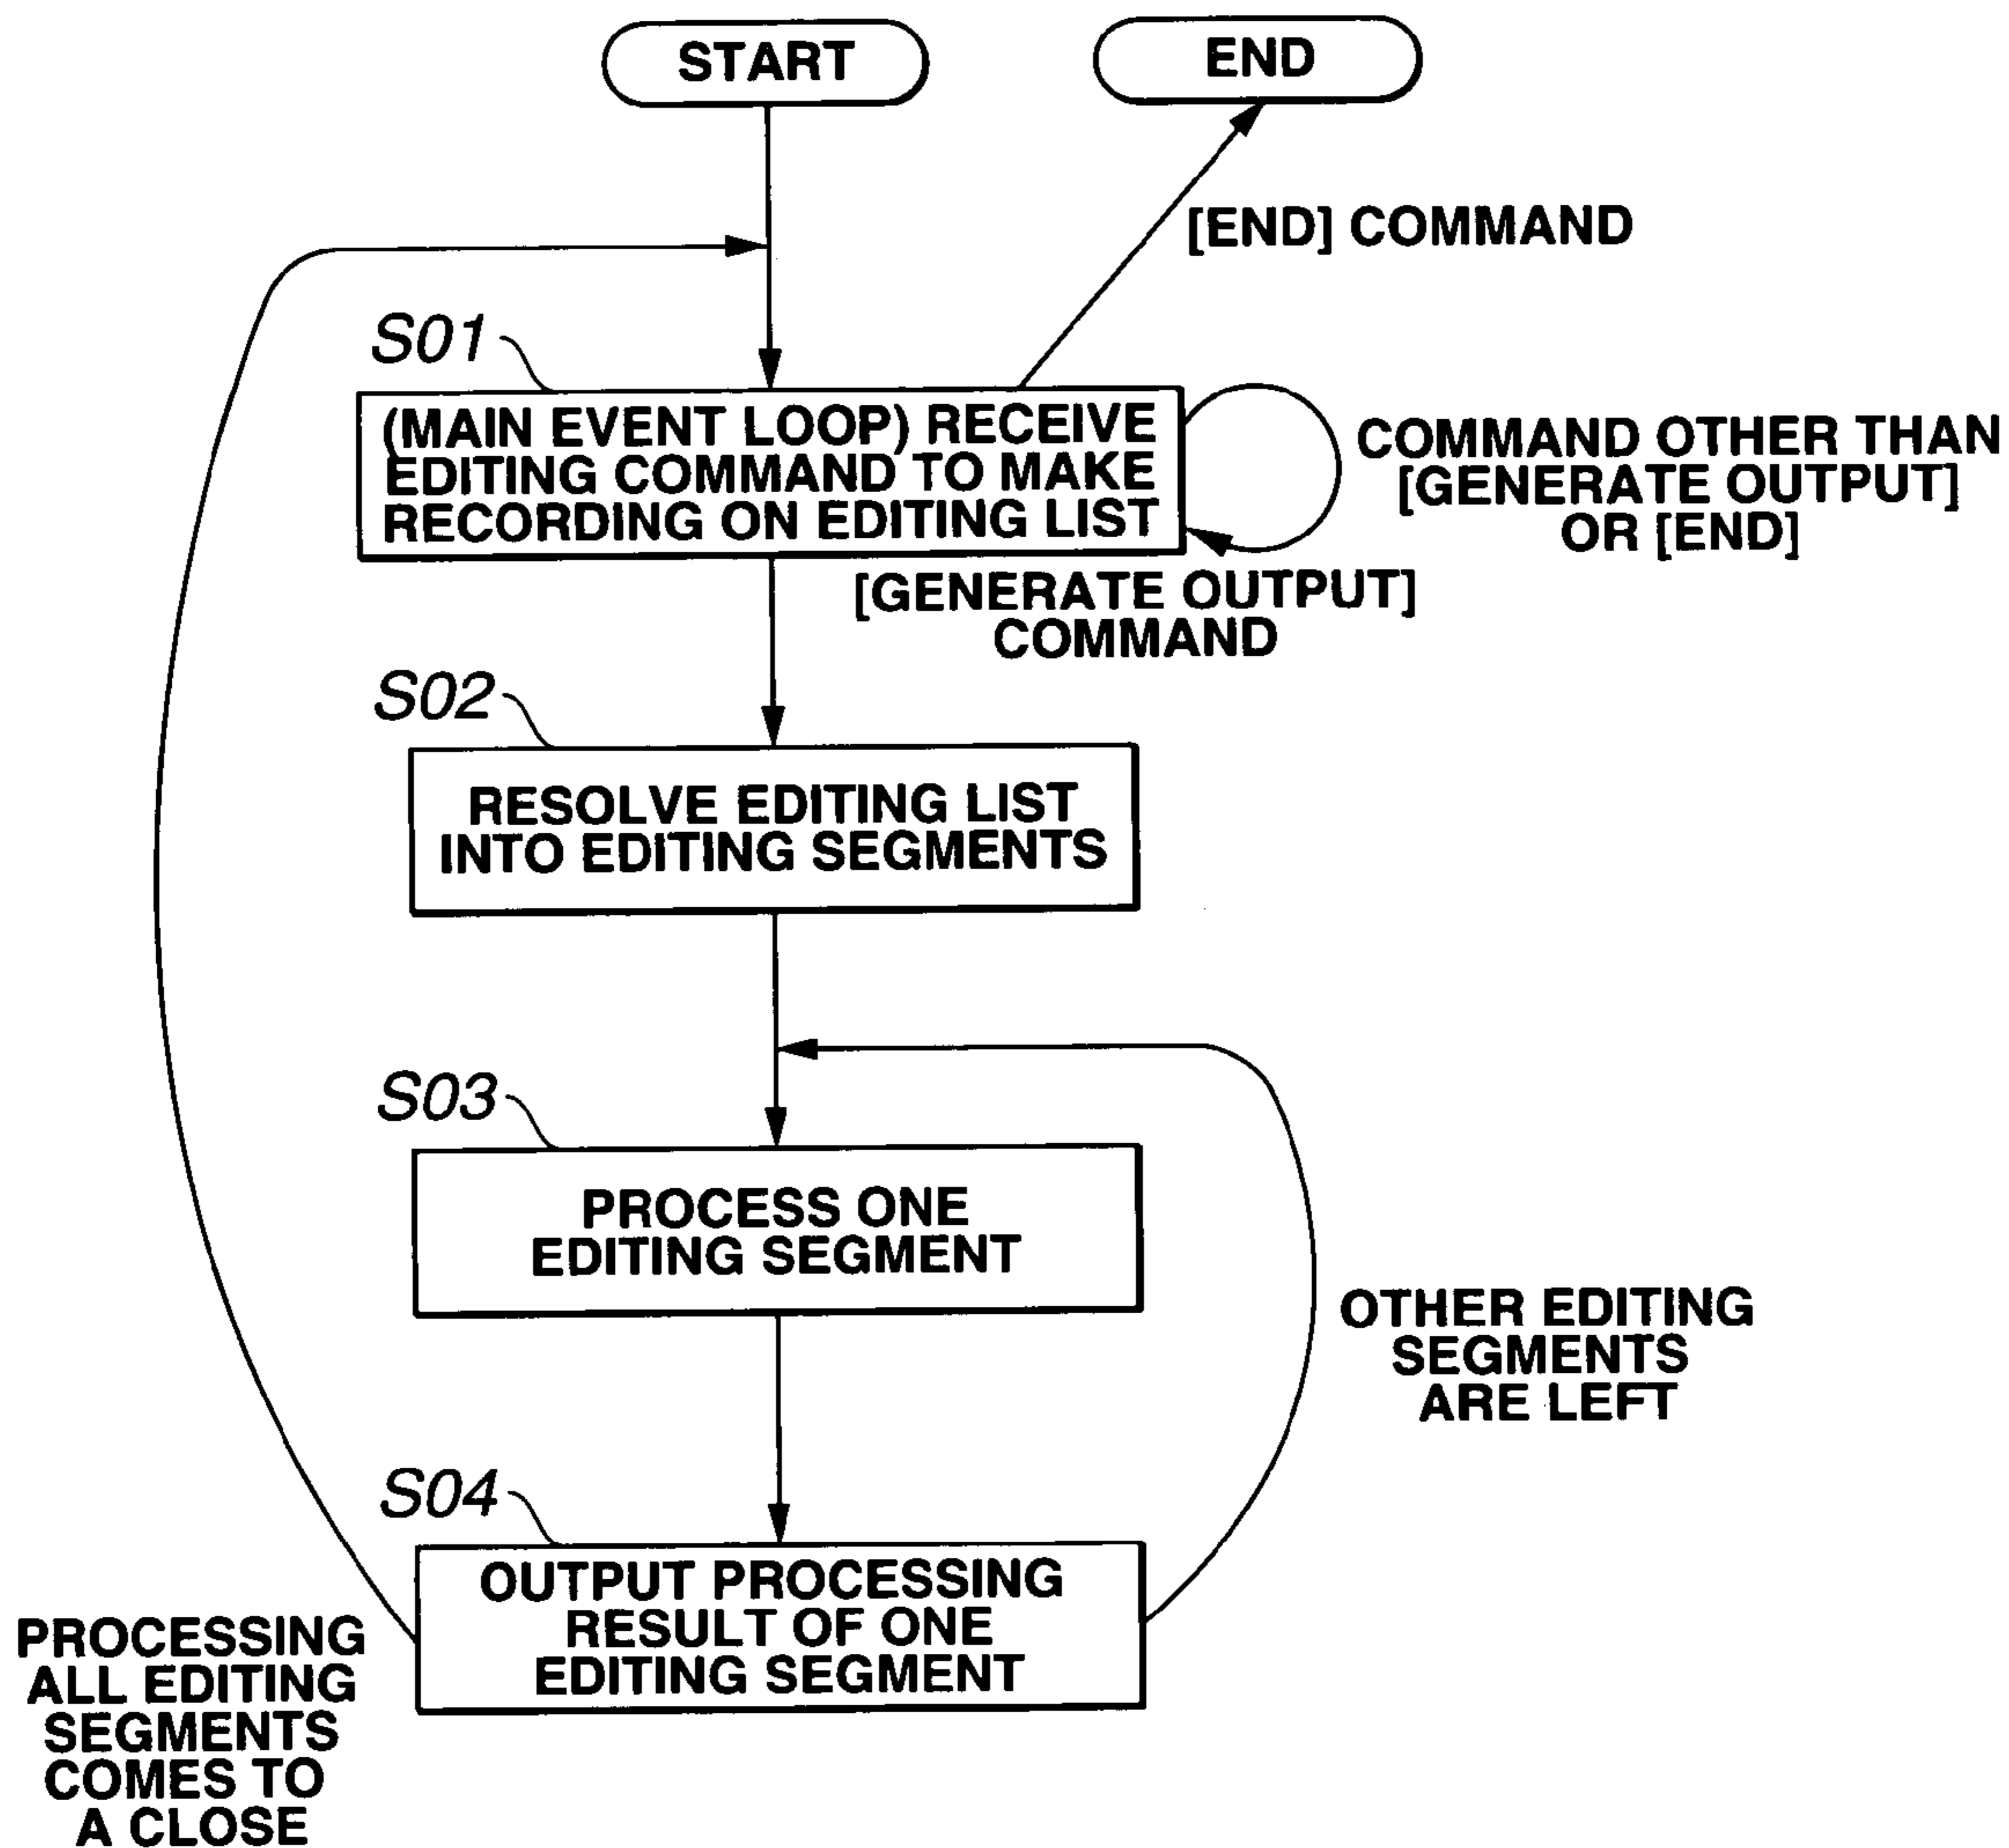 START
END
[END] COMMAND
S01
(MAIN EVENT LOOP) RECEIVE
EDITING COMMAND TO MAKE
RECORDING ON EDITING LIST
COMMAND OTHER THAN
[GENERATE OUTPUT]
OR [END]
[GENERATE OUTPUT]
COMMAND
S02
RESOLVE EDITING LIST
INTO EDITING SEGMENTS
S03
PROCESS ONE
EDITING SEGMENT
OTHER EDITING
SEGMENTS
ARE LEFT
S04
OUTPUT PROCESSING
RESULT OF ONE
EDITING SEGMENT
PROCESSING
ALL EDITING
SEGMENTS
COMES TO
A CLOSE